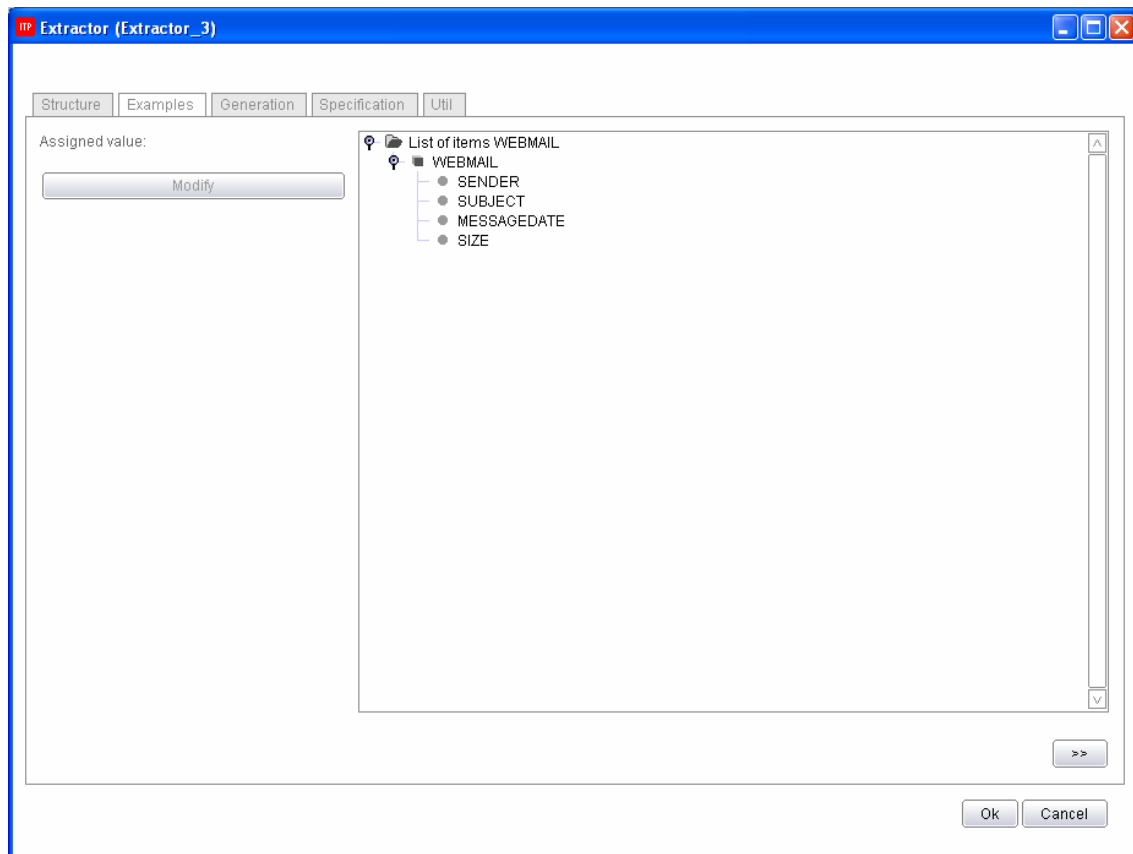 ITP Extractor (Extractor_3)
Structure Examples Generation Specification Util
Assigned value:
Modify
List of items WEBMAIL
WEBMAIL
SENDER
SUBJECT
MESSAGEDATE
SIZE
>>
Ok Cancel